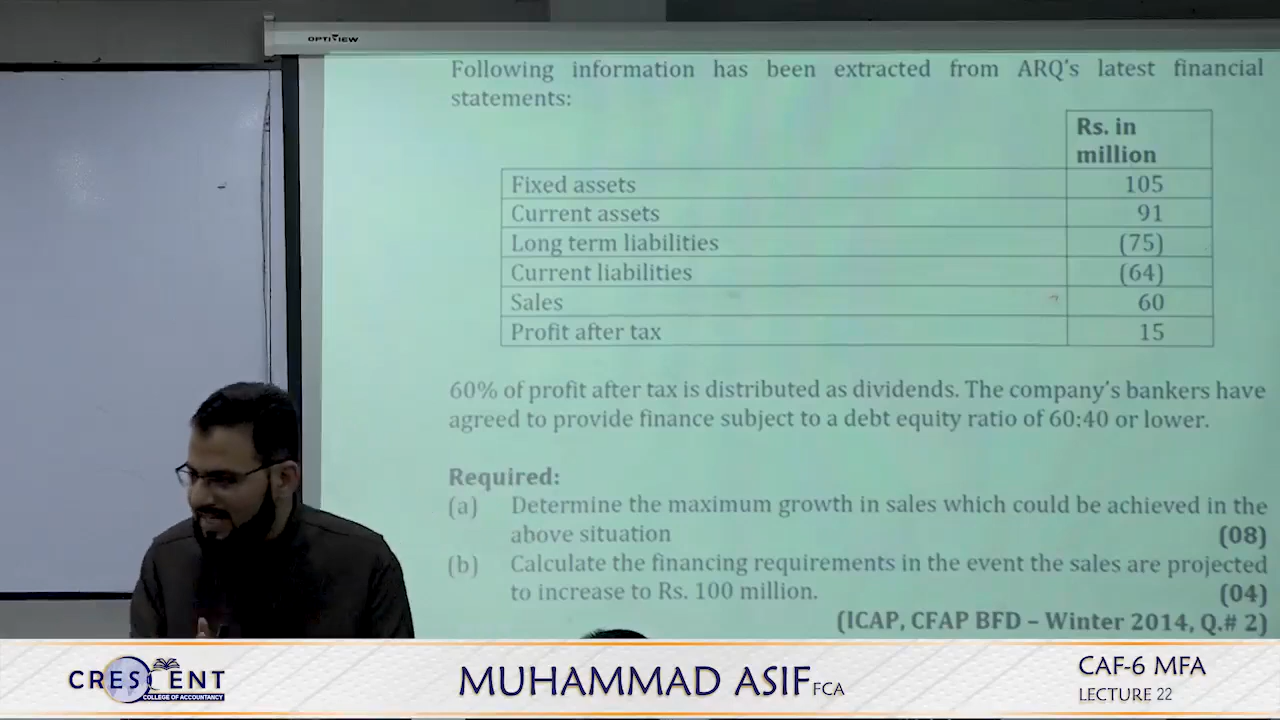 OPTIVIEW
Following information has been extracted from ARQ's latest financial
statements:
Rs. in
million
Fixed assets 105
Current assets 91
Long term liabilities (75)
Current liabilities (64)
Sales 60
Profit after tax 15
60% of profit after tax is distributed as dividends. The company's bankers have
agreed to provide finance subject to a debt equity ratio of 60:40 or lower.
Required:
(a) Determine the maximum growth in sales which could be achieved in the
above situation (08)
(b) Calculate the financing requirements in the event the sales are projected
to increase to Rs. 100 million. (04)
(ICAP, CFAP BFD – Winter 2014, Q.# 2)
CRESCENT
COLLEGE OF ACCOUNTANCY
MUHAMMAD ASIF FCA
CAF-6 MFA
LECTURE 22